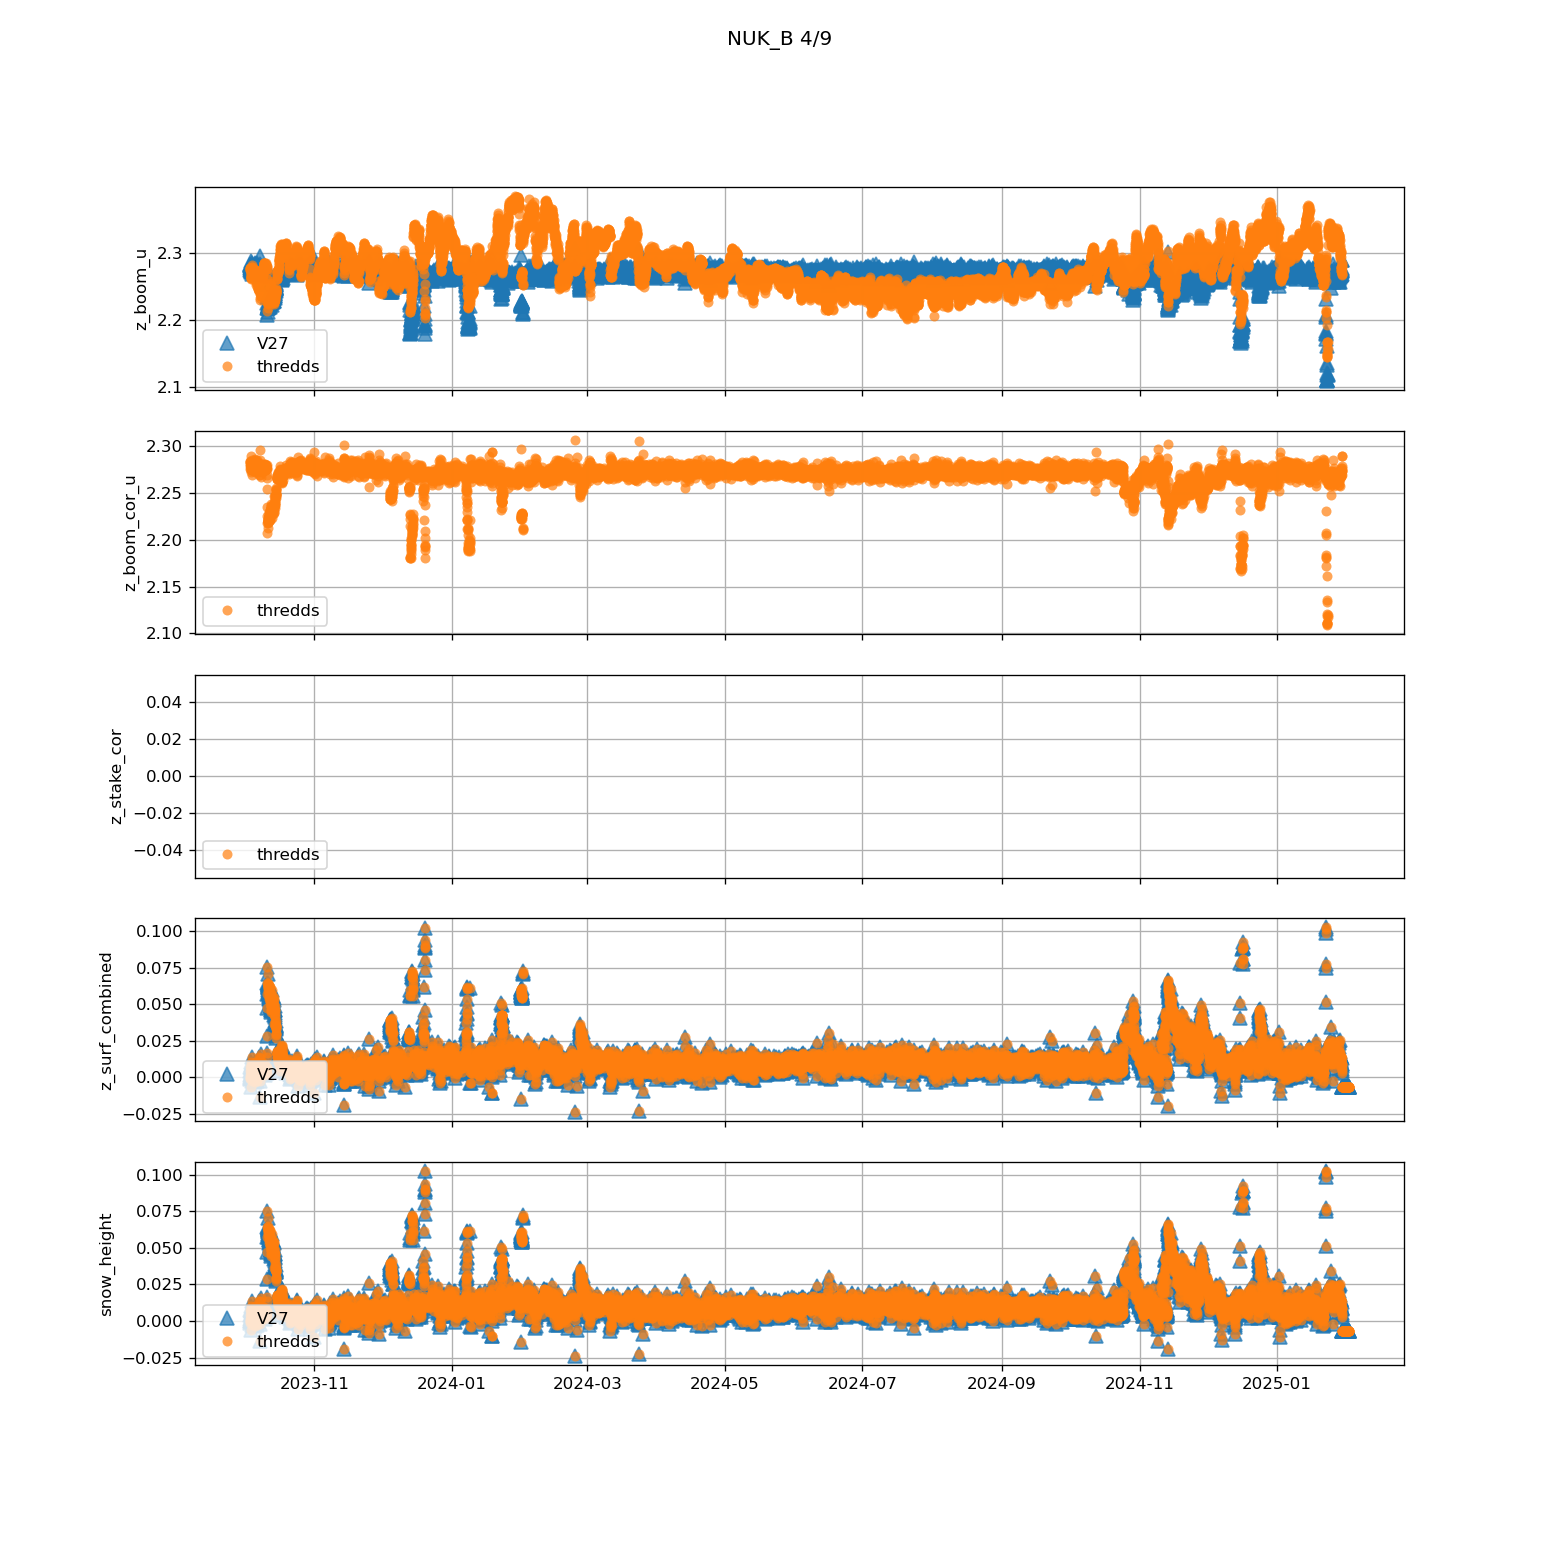 NUK_B 4/9
z_boom_u
2.3
2.2
2.1
V27
thredds
z_boom_cor_u
2.30
2.25
2.20
2.15
2.10
thredds
z_stake_cor
0.04
0.02
0.00
−0.02
−0.04
thredds
z_surf_combined
0.100
0.075
0.050
0.025
0.000
−0.025
V27
thredds
snow_height
0.100
0.075
0.050
0.025
0.000
−0.025
V27
thredds
2023-11 2024-01 2024-03 2024-05 2024-07 2024-09 2024-11 2025-01